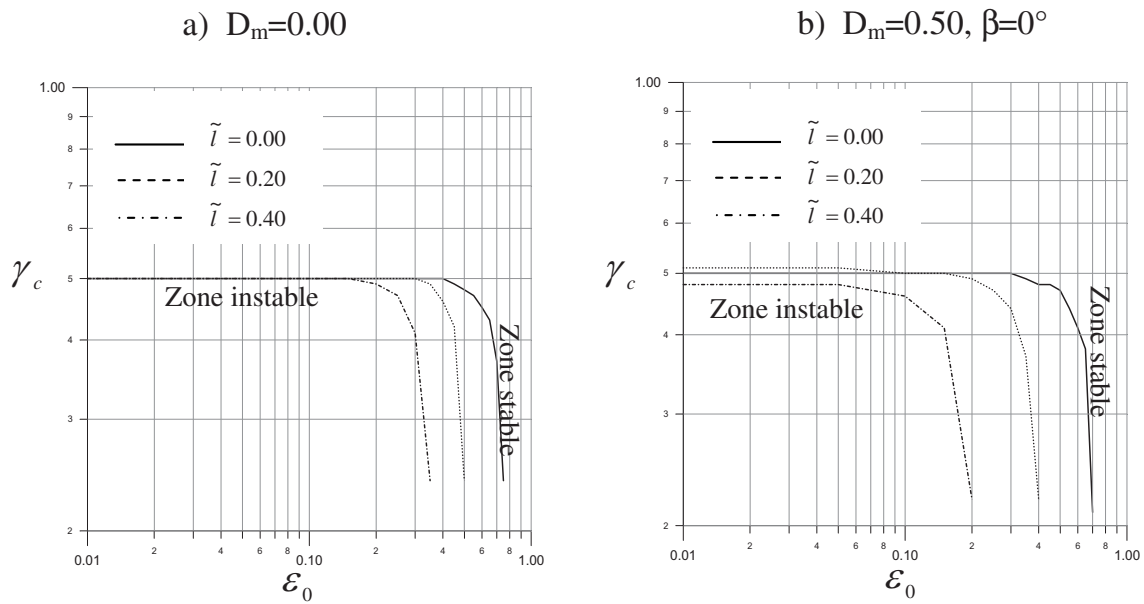 a) D_m=0.00
1.00
9
8
7
6
5
4
3
2
γ_c
l̃ = 0.00
l̃ = 0.20
l̃ = 0.40
Zone instable
Zone stable
0.01
2
4
6
8
0.10
2
4
6
8
1.00
ε_0
b) D_m=0.50, β=0°
1.00
9
8
7
6
5
4
3
2
γ_c
l̃ = 0.00
l̃ = 0.20
l̃ = 0.40
Zone instable
Zone stable
0.01
2
4
6
8
0.10
2
4
6
8
1.00
ε_0